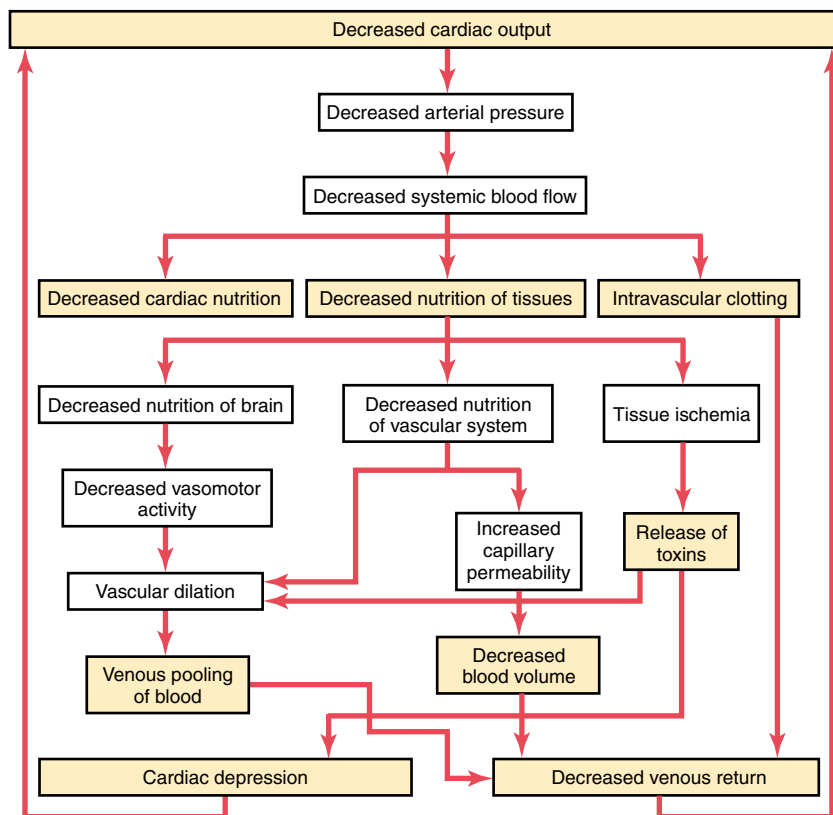 Decreased cardiac output
Decreased arterial pressure
Decreased systemic blood flow
Decreased cardiac nutrition
Decreased nutrition of tissues
Intravascular clotting
Decreased nutrition of brain
Decreased nutrition
of vascular system
Tissue ischemia
Decreased vasomotor
activity
Increased
capillary
permeability
Release of
toxins
Vascular dilation
Venous pooling
of blood
Decreased
blood volume
Cardiac depression
Decreased venous return